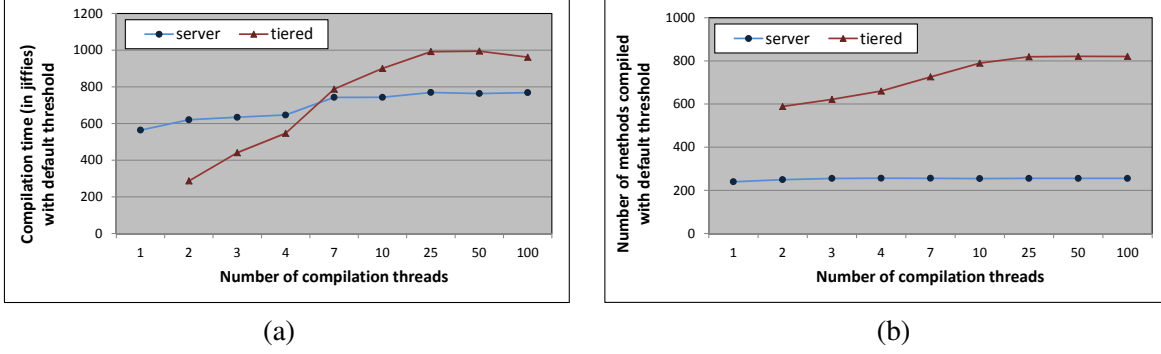 Compilation time (in jiffies)
with default threshold
1200
1000
800
600
400
200
0
server
tiered
1 2 3 4 7 10 25 50 100
Number of compilation threads
(a)
Number of methods compiled
with default threshold
1000
800
600
400
200
0
server
tiered
1 2 3 4 7 10 25 50 100
Number of compilation threads
(b)